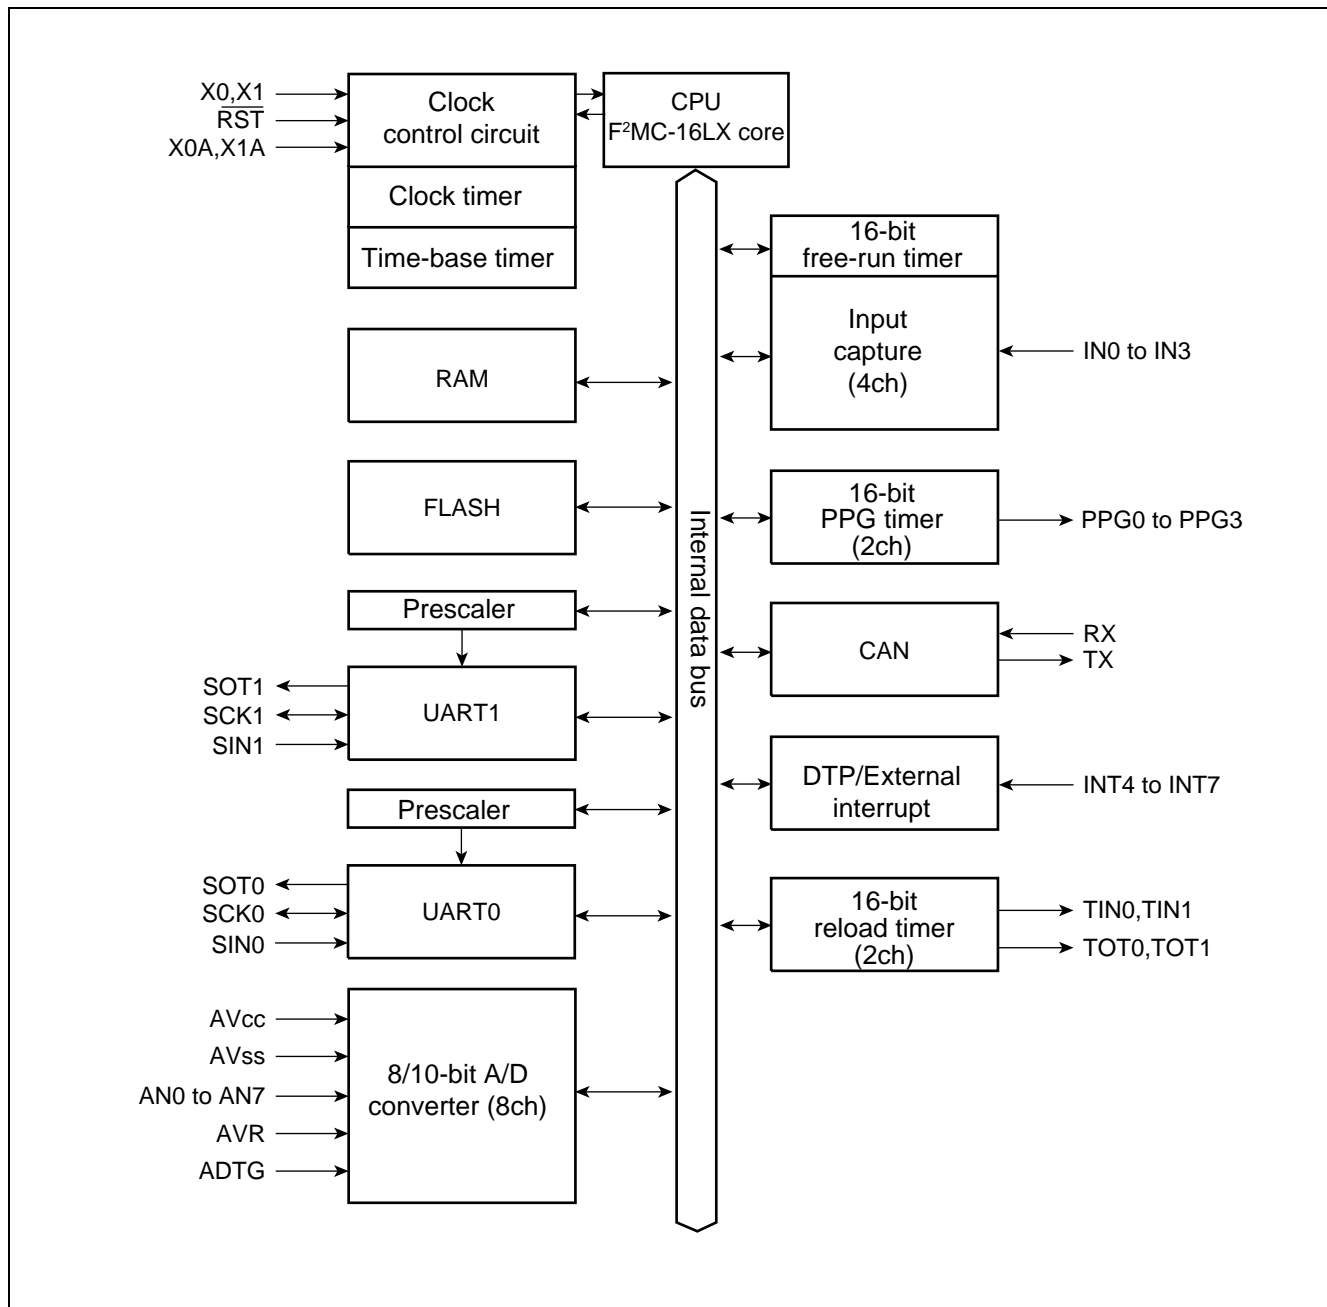 X0,X1
RST
X0A,X1A
Clock
control circuit
Clock timer
Time-base timer
CPU
F²MC-16LX core
RAM
FLASH
Prescaler
SOT1
SCK1
SIN1
UART1
Prescaler
SOT0
SCK0
SIN0
UART0
AVcc
AVss
AN0 to AN7
AVR
ADTG
8/10-bit A/D
converter (8ch)
Internal data bus
16-bit
free-run timer
Input
capture
(4ch)
IN0 to IN3
16-bit
PPG timer
(2ch)
PPG0 to PPG3
CAN
RX
TX
DTP/External
interrupt
INT4 to INT7
16-bit
reload timer
(2ch)
TIN0,TIN1
TOT0,TOT1